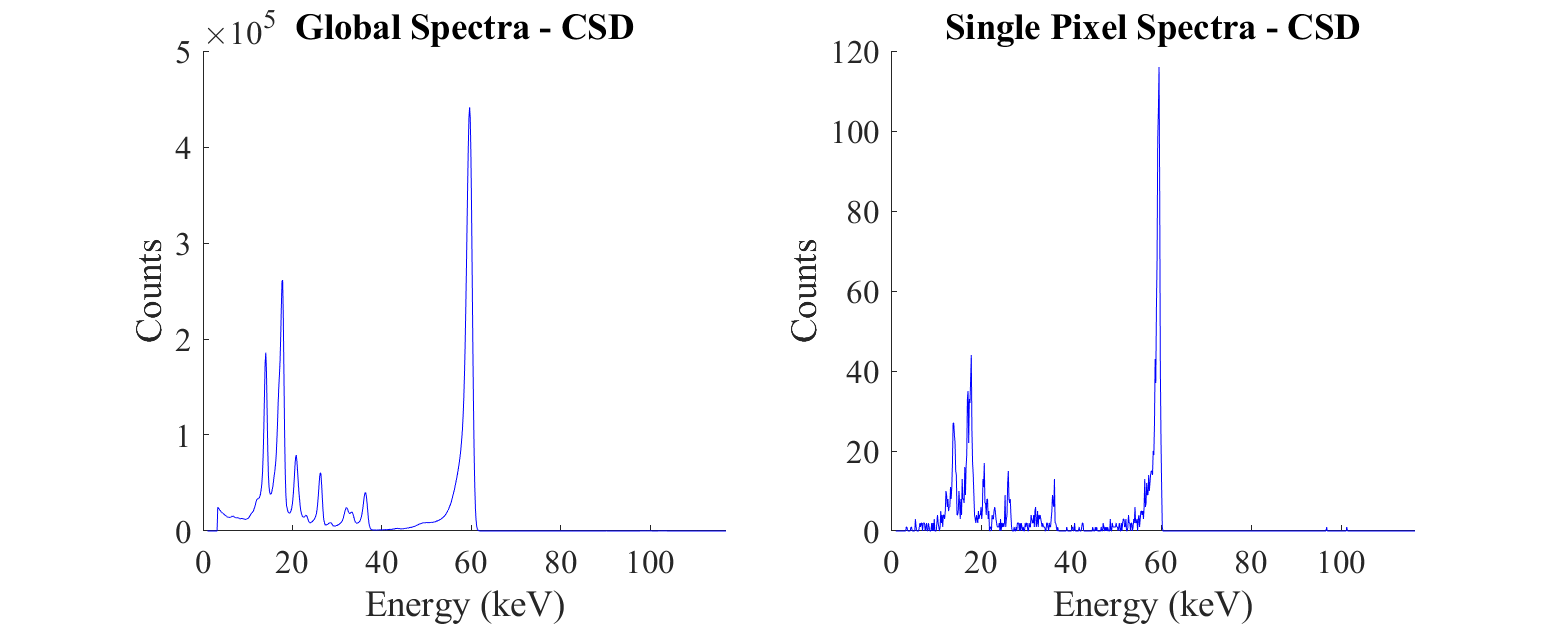 Global Spectra - CSD
×10^5
5
4
3
2
1
0
Counts
0 20 40 60 80 100
Energy (keV)
Single Pixel Spectra - CSD
120
100
80
60
40
20
0
Counts
0 20 40 60 80 100
Energy (keV)